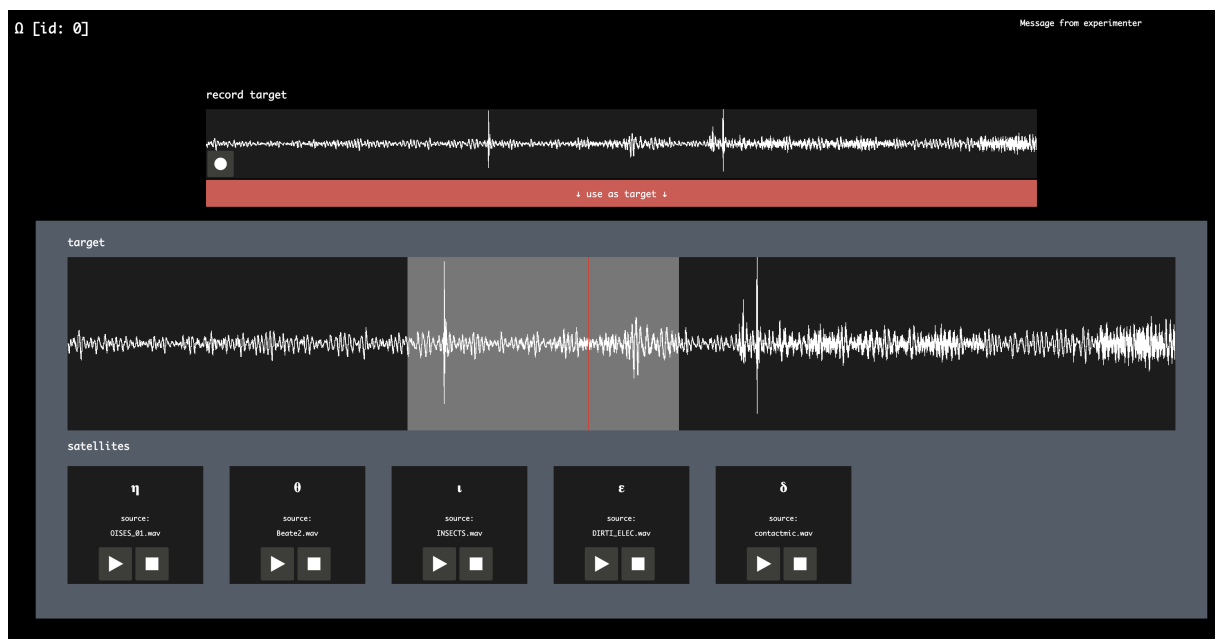 Ω [id: 0]
Message from experimenter
record target
↓ use as target ↓
target
satellites
η
source:
OISES_01.wav
θ
source:
Beate2.wav
ι
source:
INSECTS.wav
ε
source:
DIRTI_ELEC.wav
δ
source:
contactmic.wav